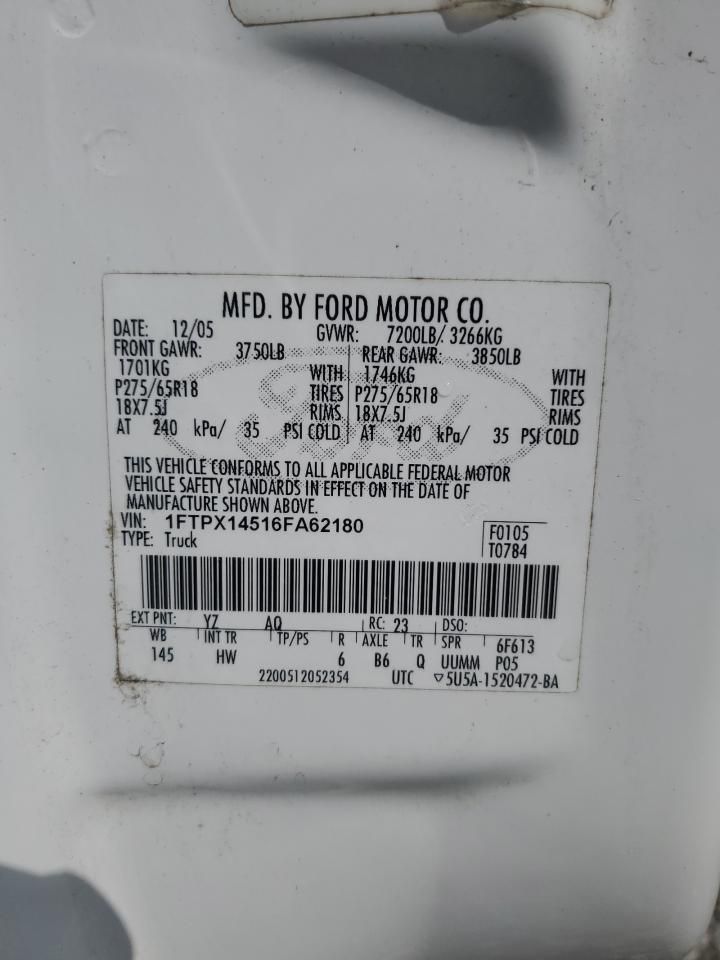 MFD. BY FORD MOTOR CO.
DATE: 12/05 GVWR: 7200LB/ 3266KG
FRONT GAWR: 3750LB REAR GAWR: 3850LB
1701KG WITH 1746KG WITH
P275/65R18 TIRES P275/65R18 TIRES
18X7.5J RIMS 18X7.5J RIMS
AT 240 kPa/ 35 PSI COLD AT 240 kPa/ 35 PSI COLD
Ford
THIS VEHICLE CONFORMS TO ALL APPLICABLE FEDERAL MOTOR
VEHICLE SAFETY STANDARDS IN EFFECT ON THE DATE OF
MANUFACTURE SHOWN ABOVE.
VIN: 1FTPX14516FA62180 F0105
TYPE: Truck T0784
EXT PNT: YZ AQ RC: 23 DSO:
WB INT TR TP/PS R AXLE TR SPR 6F613
145 HW 6 B6 Q UUMM P05
2200512052354 UTC ▽5U5A-1520472-BA